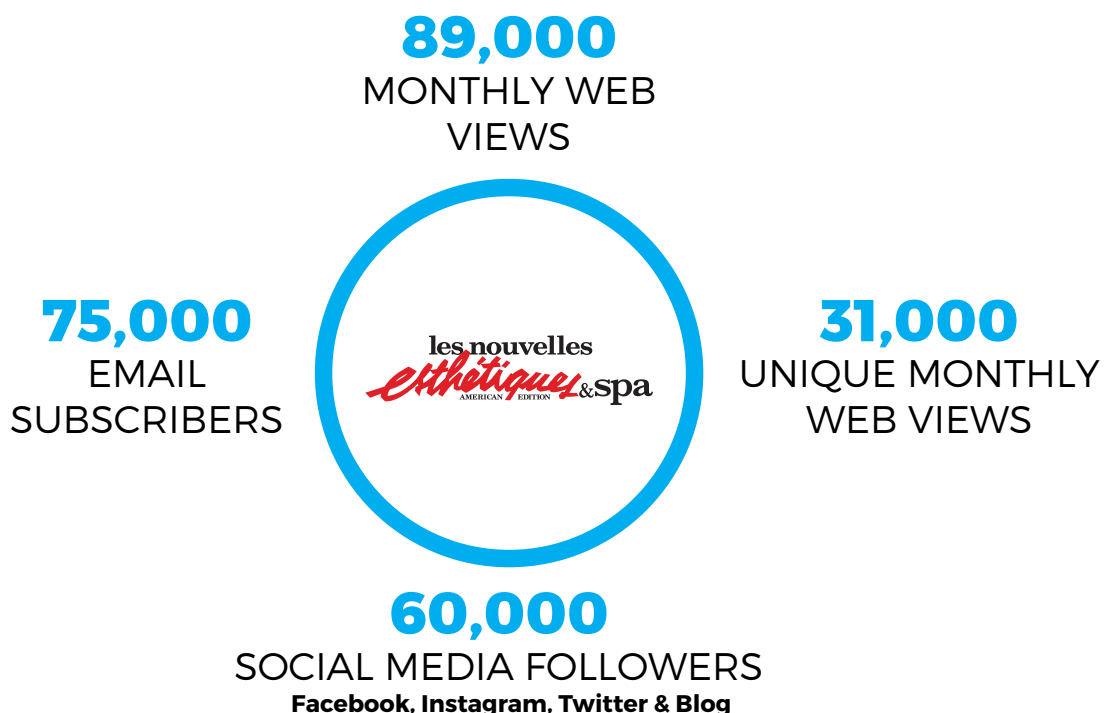 89,000
MONTHLY WEB
VIEWS
75,000
EMAIL
SUBSCRIBERS
les nouvelles
esthétiques
&spa
AMERICAN EDITION
31,000
UNIQUE MONTHLY
WEB VIEWS
60,000
SOCIAL MEDIA FOLLOWERS
Facebook, Instagram, Twitter & Blog